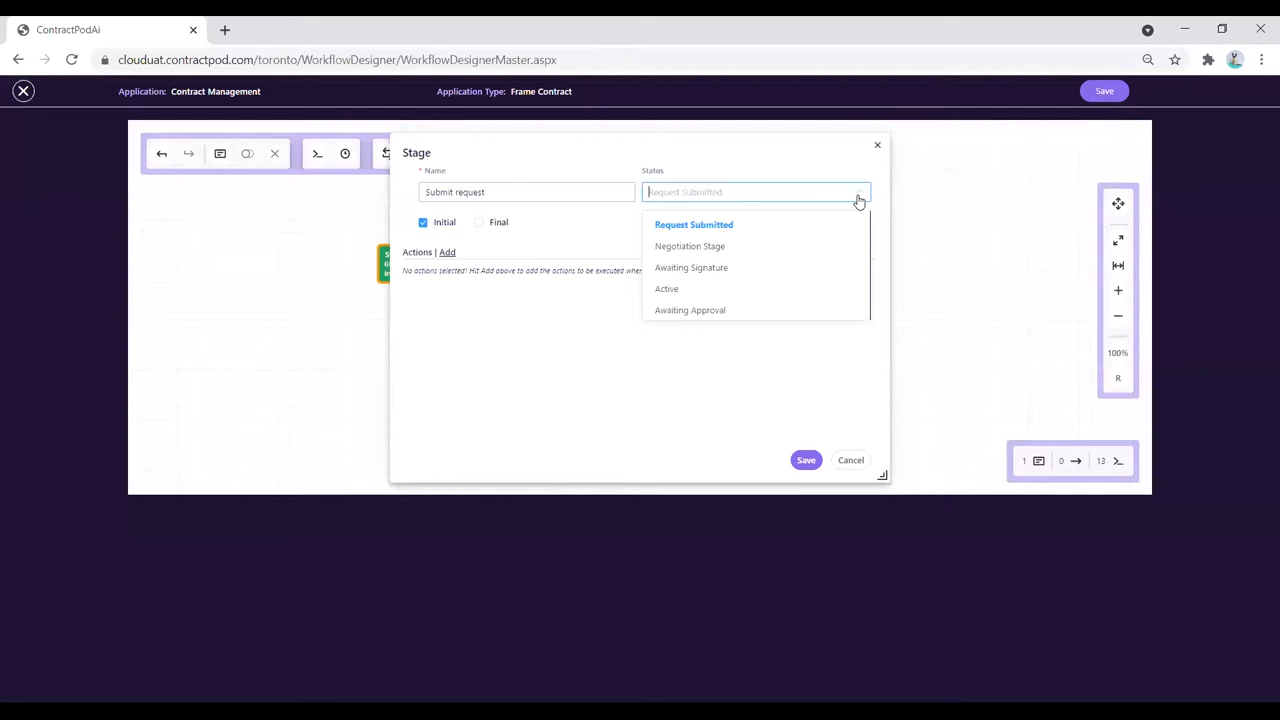 ContractPodAi
clouduat.contractpod.com/toronto/WorkflowDesigner/WorkflowDesignerMaster.aspx
Application: Contract Management
Application Type: Frame Contract
Save
Stage
* Name
Status
Submit request
Request Submitted
Initial
Final
Request Submitted
Negotiation Stage
Awaiting Signature
Active
Awaiting Approval
Actions | Add
No actions selected! Hit Add above to add the actions to be executed when
Save
Cancel
100%
R
1
0
13